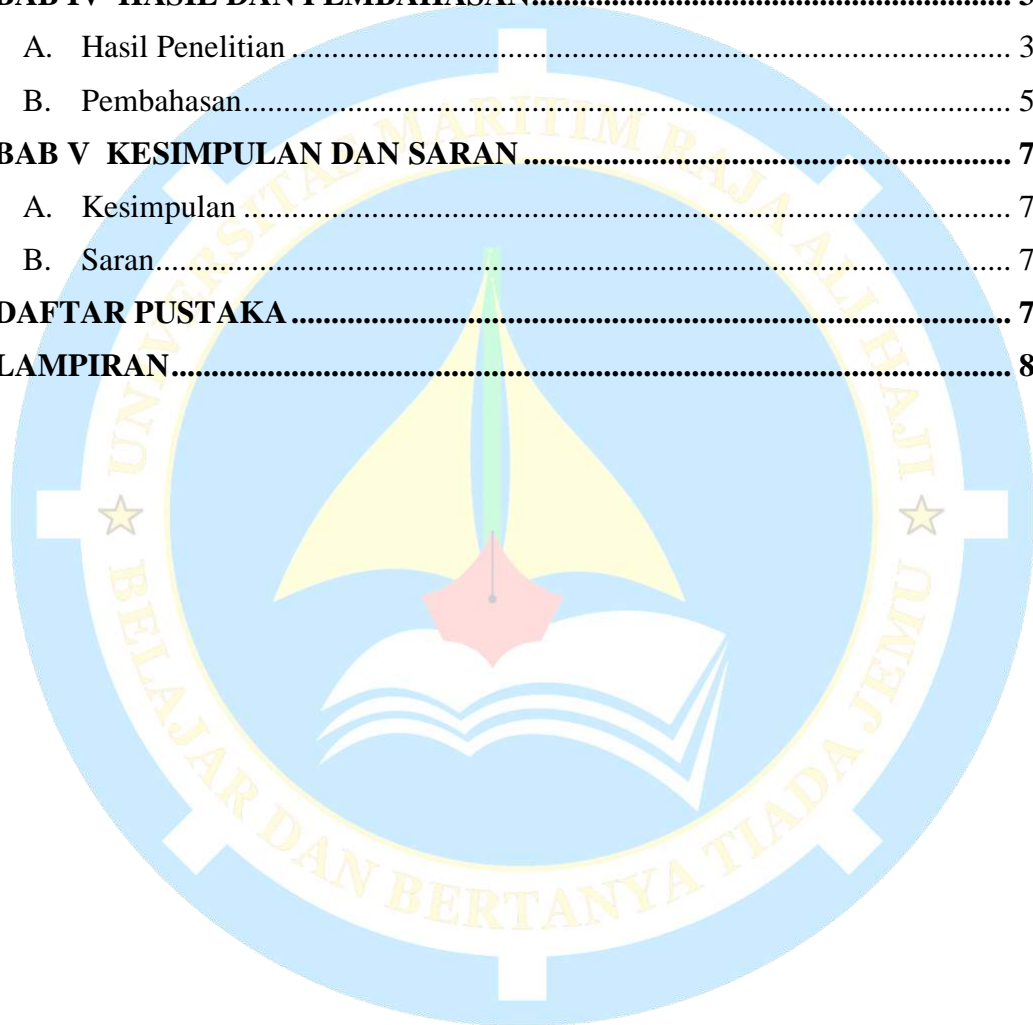 BAB IV HASIL DAN PEMBAHASAN.......................................................... 3
A. Hasil Penelitian .......................................................................................... 3
B. Pembahasan................................................................................................ 5
BAB V KESIMPULAN DAN SARAN ............................................................. 7
A. Kesimpulan ................................................................................................ 7
B. Saran........................................................................................................... 7
DAFTAR PUSTAKA .......................................................................................... 7
LAMPIRAN......................................................................................................... 8
UNIVERSITAS MARITIM RAJA ALI HAJI
BELAJAR DAN BERTANYA TIADA JEMU